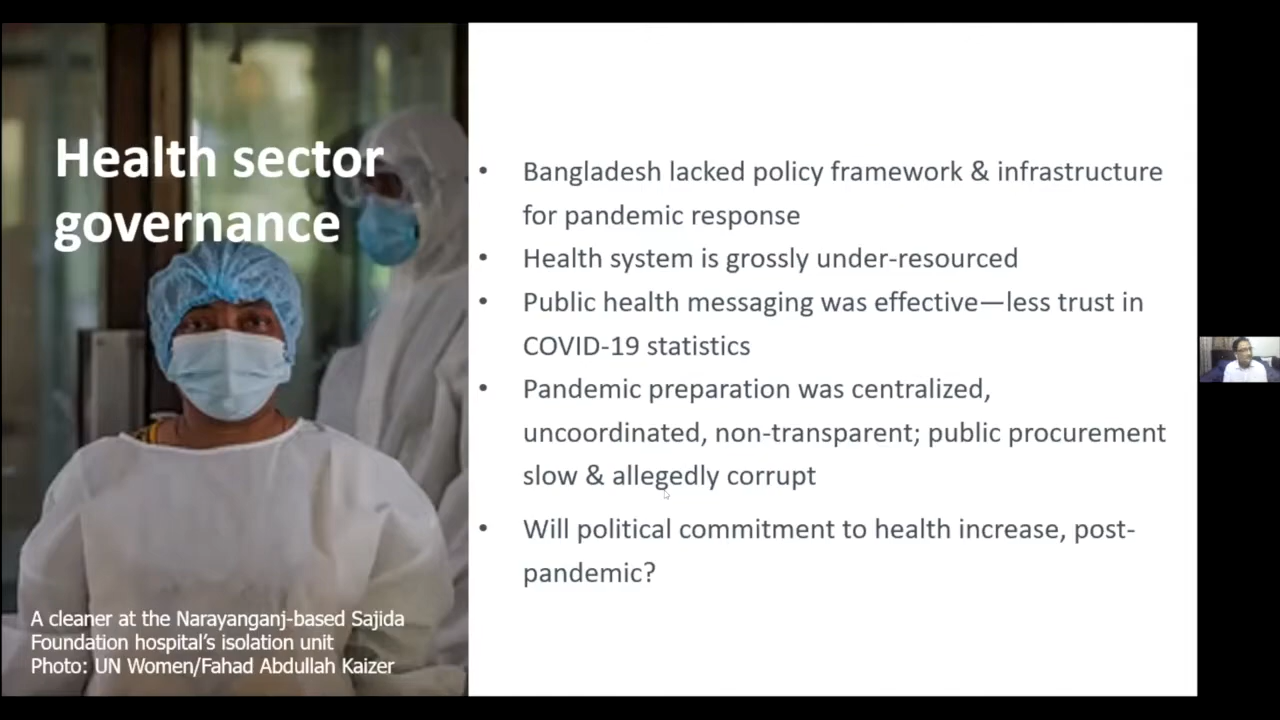 Health sector
governance
A cleaner at the Narayanganj-based Sajida
Foundation hospital’s isolation unit
Photo: UN Women/Fahad Abdullah Kaizer
• Bangladesh lacked policy framework & infrastructure
for pandemic response
• Health system is grossly under-resourced
• Public health messaging was effective—less trust in
COVID-19 statistics
• Pandemic preparation was centralized,
uncoordinated, non-transparent; public procurement
slow & allegedly corrupt
• Will political commitment to health increase, post-
pandemic?